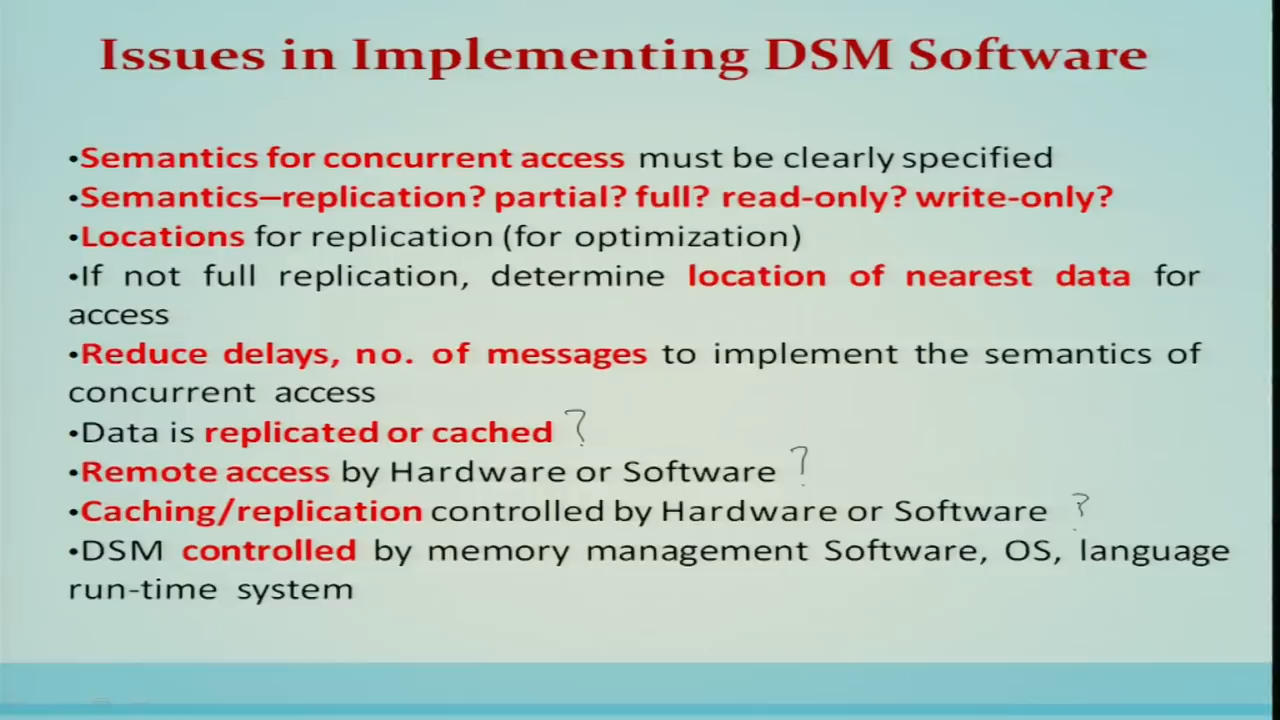 Issues in Implementing DSM Software
•Semantics for concurrent access must be clearly specified
•Semantics–replication? partial? full? read-only? write-only?
•Locations for replication (for optimization)
•If not full replication, determine location of nearest data for
access
•Reduce delays, no. of messages to implement the semantics of
concurrent access
•Data is replicated or cached ?
•Remote access by Hardware or Software ?
•Caching/replication controlled by Hardware or Software ?
•DSM controlled by memory management Software, OS, language
run-time system